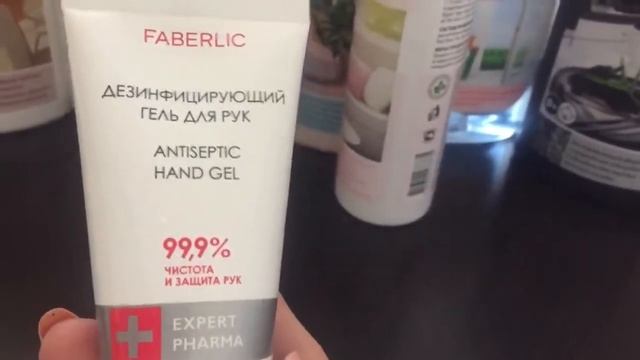 FABERLIC
ДЕЗИНФИЦИРУЮЩИЙ
ГЕЛЬ ДЛЯ РУК
ANTISEPTIC
HAND GEL
99,9%
ЧИСТОТА
И ЗАЩИТА РУК
EXPERT
PHARMA